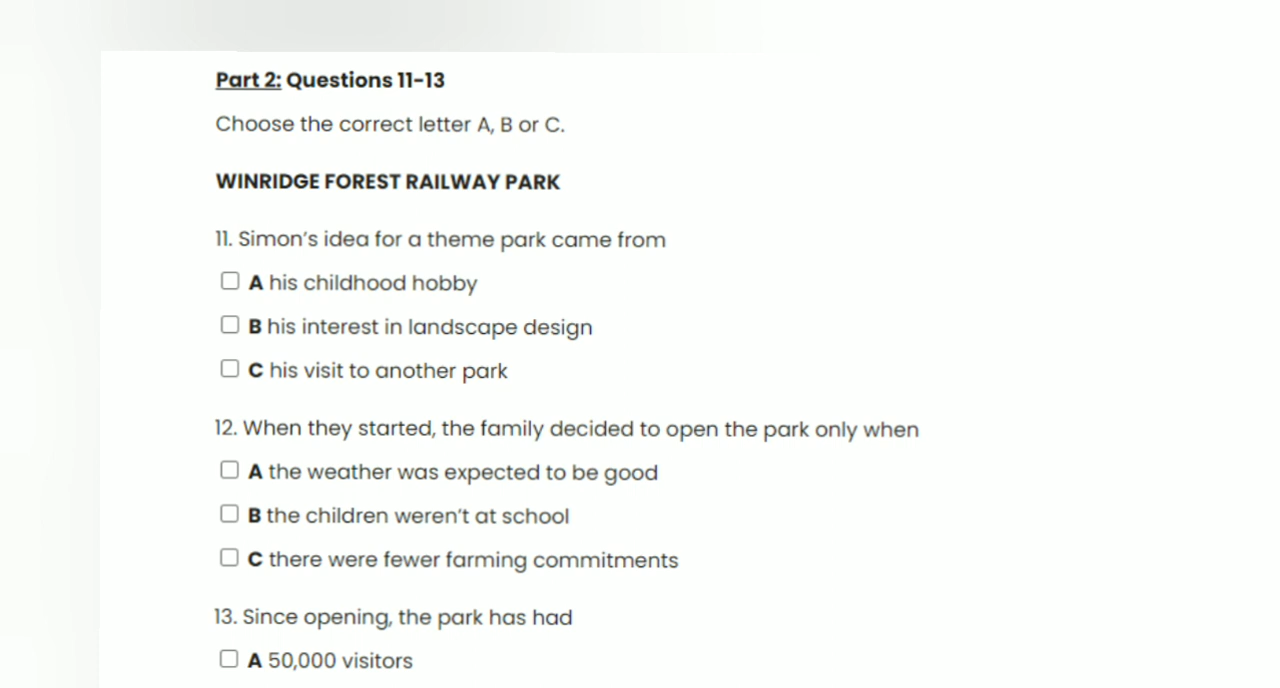 Part 2: Questions 11-13
Choose the correct letter A, B or C.
WINRIDGE FOREST RAILWAY PARK
11. Simon's idea for a theme park came from
A his childhood hobby
B his interest in landscape design
C his visit to another park
12. When they started, the family decided to open the park only when
A the weather was expected to be good
B the children weren't at school
C there were fewer farming commitments
13. Since opening, the park has had
A 50,000 visitors